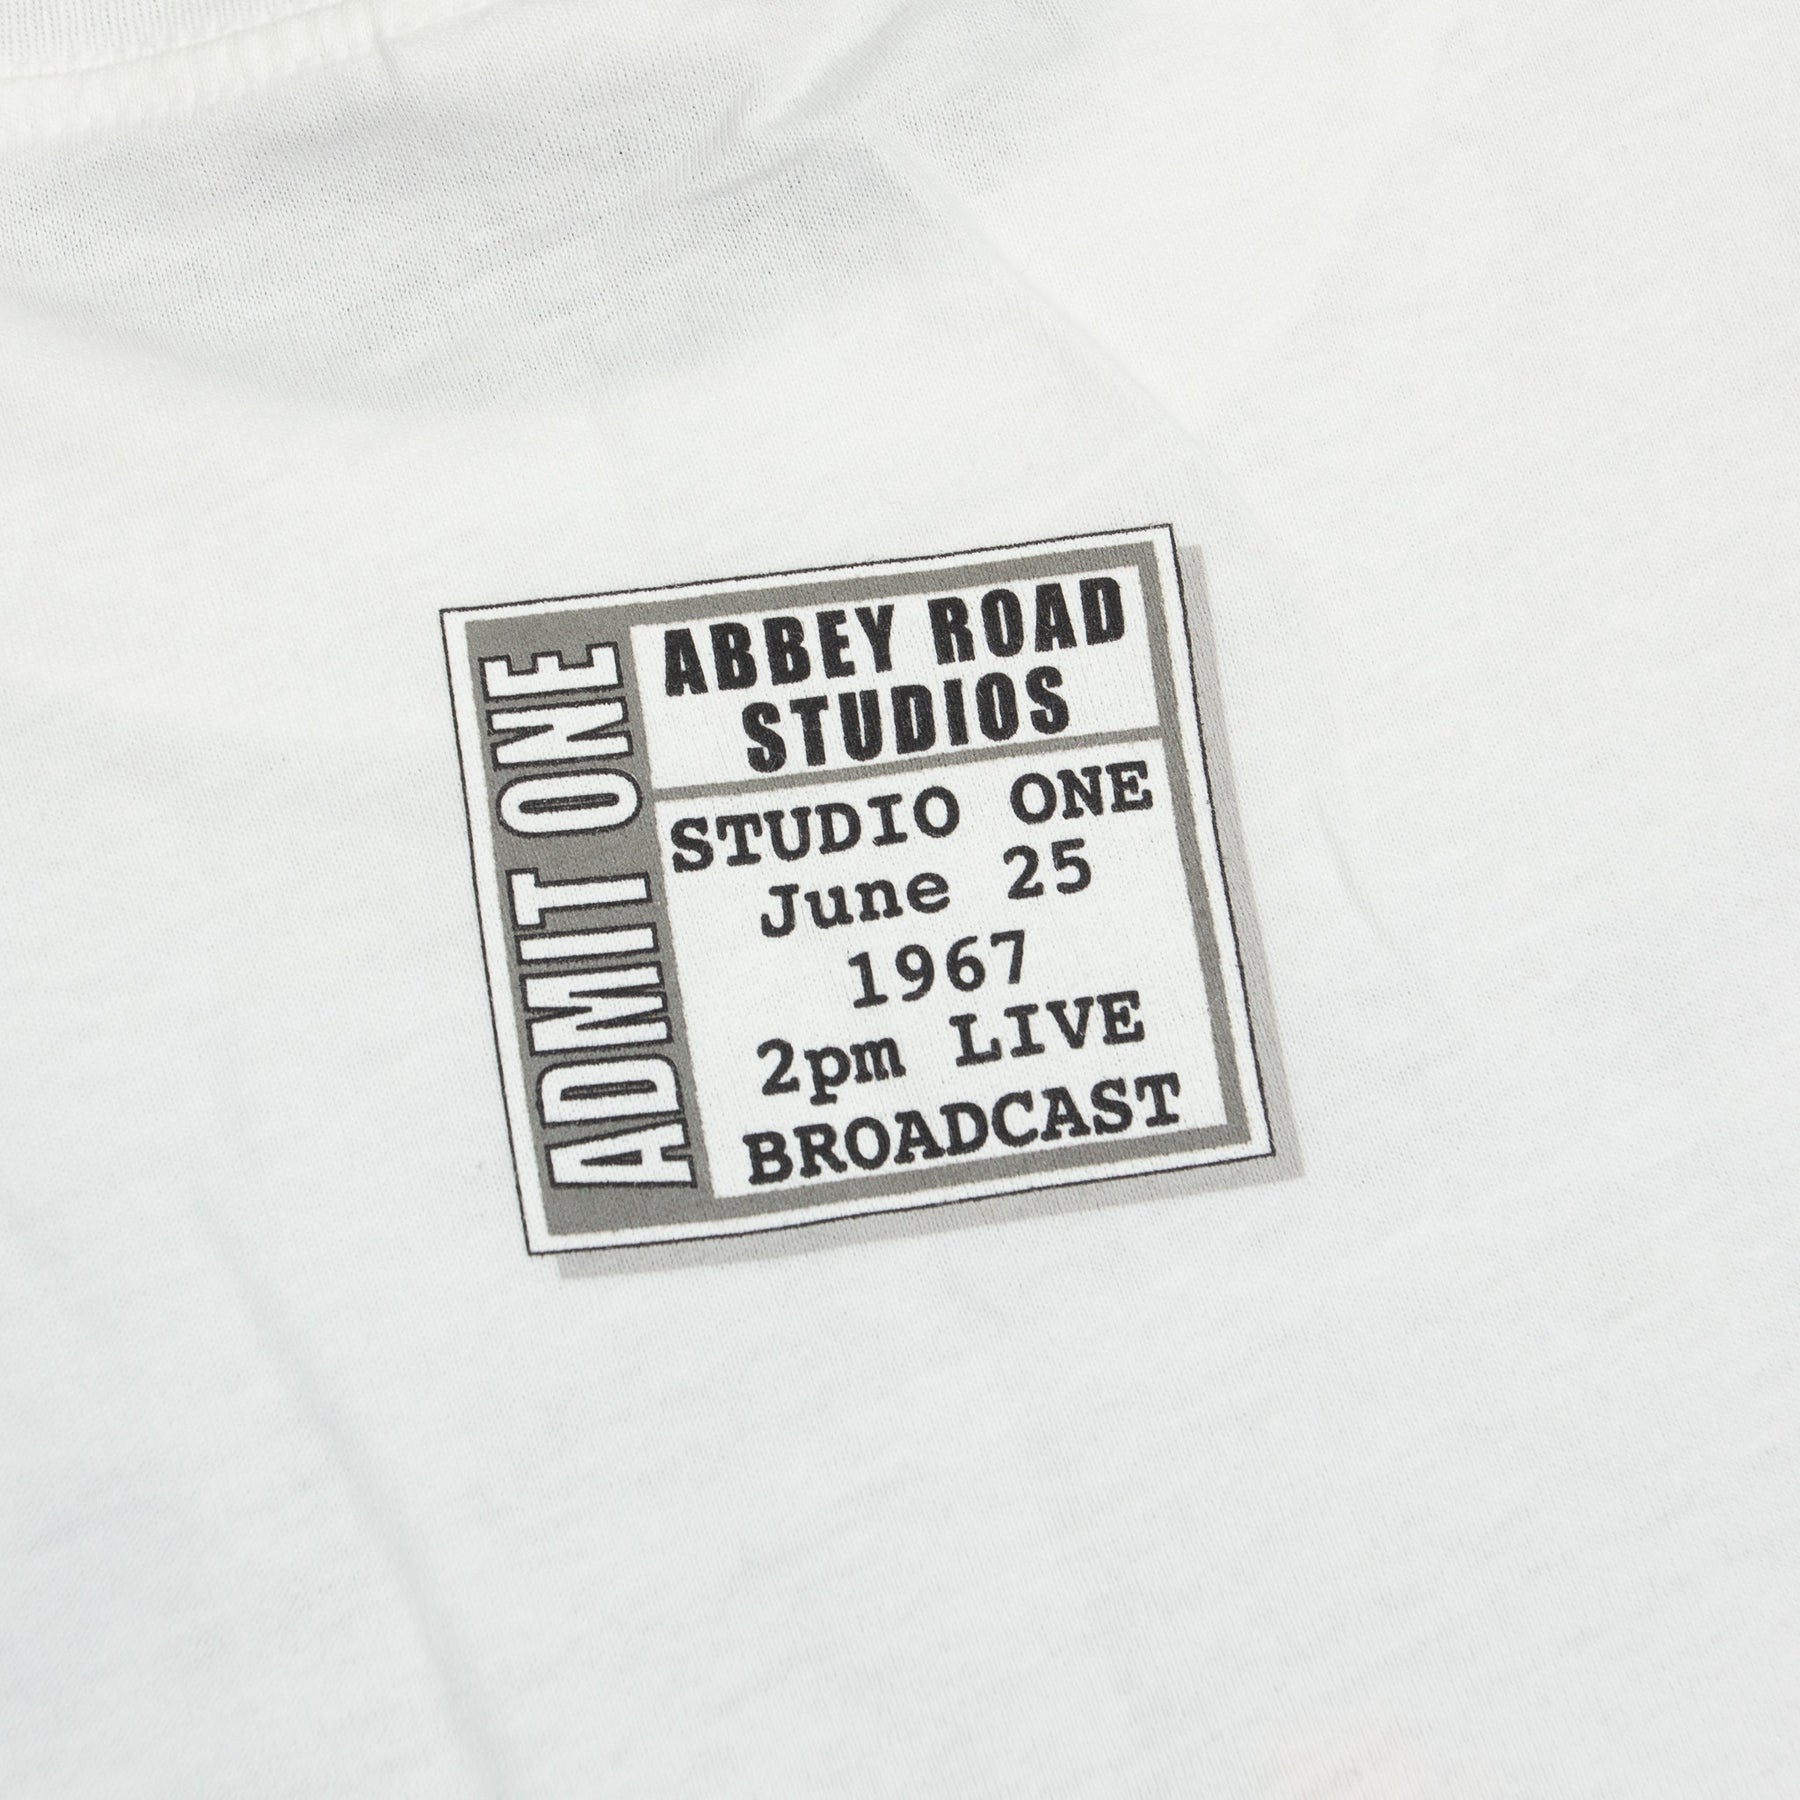 ADMIT ONE
ABBEY ROAD
STUDIOS
STUDIO ONE
June 25
1967
2pm LIVE
BROADCAST